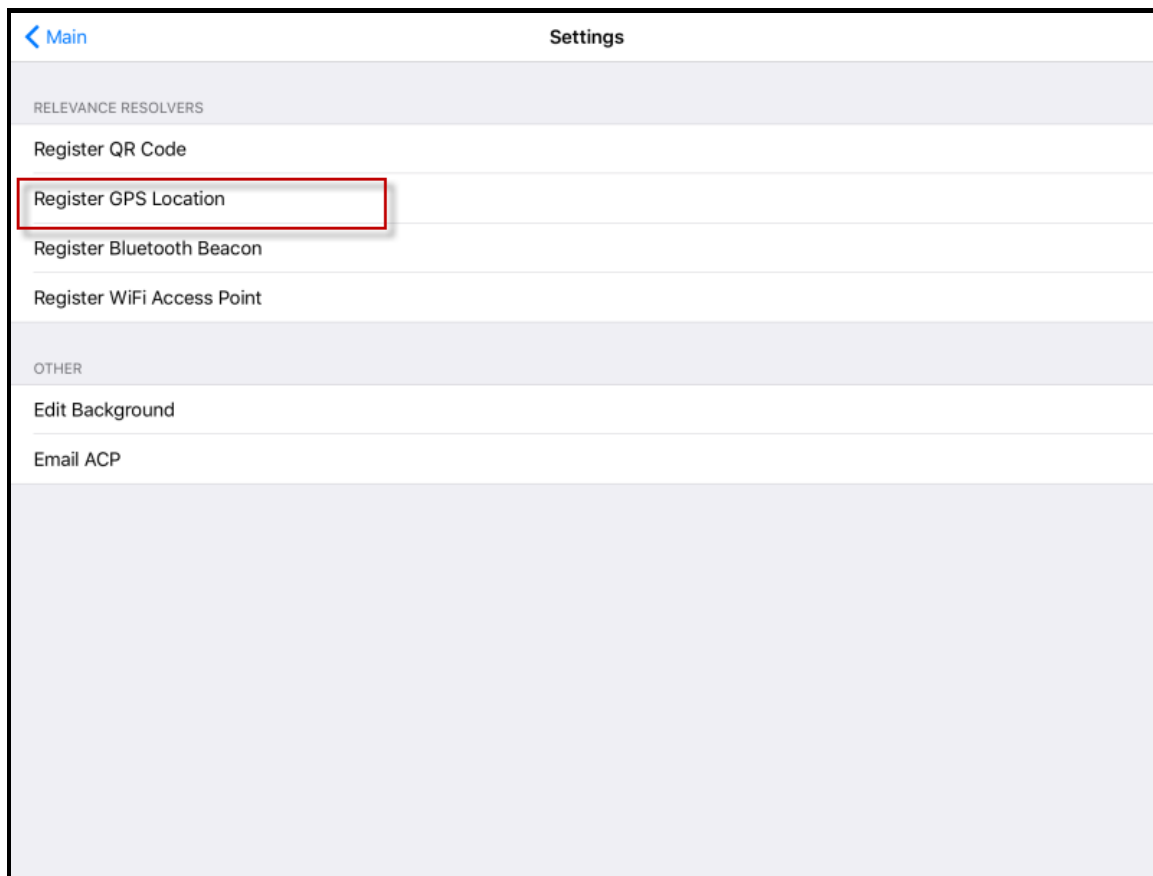 Main
Settings
RELEVANCE RESOLVERS
Register QR Code
Register GPS Location
Register Bluetooth Beacon
Register WiFi Access Point
OTHER
Edit Background
Email ACP